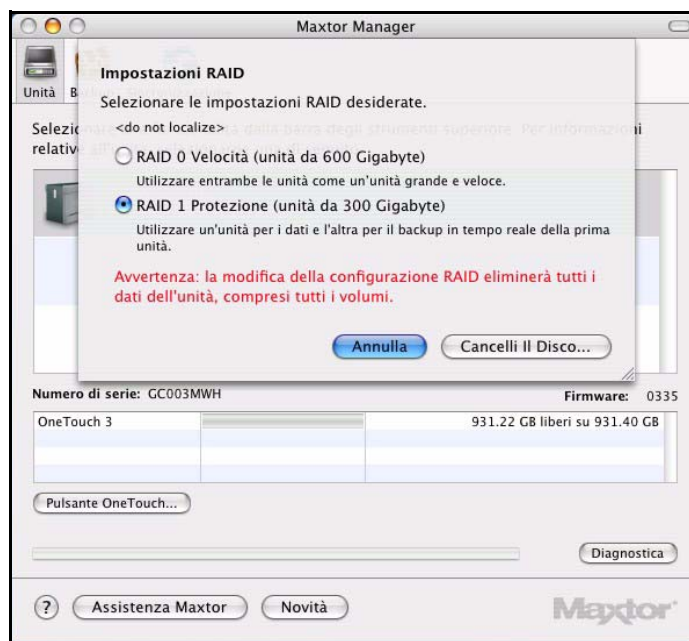 Maxtor Manager
Impostazioni RAID
Unità
Selezionare le impostazioni RAID desiderate.
<do not localize>
relative
RAID 0 Velocità (unità da 600 Gigabyte)
Utilizzare entrambe le unità come un'unità grande e veloce.
RAID 1 Protezione (unità da 300 Gigabyte)
Utilizzare un'unità per i dati e l'altra per il backup in tempo reale della prima
unità.
Avvertenza: la modifica della configurazione RAID eliminerà tutti i
dati dell'unità, compresi tutti i volumi.
Annulla Cancelli Il Disco...
Numero di serie: GC003MWH Firmware: 0335
OneTouch 3 931.22 GB liberi su 931.40 GB
Pulsante OneTouch...
Diagnostica
? Assistenza Maxtor Novità Maxtor